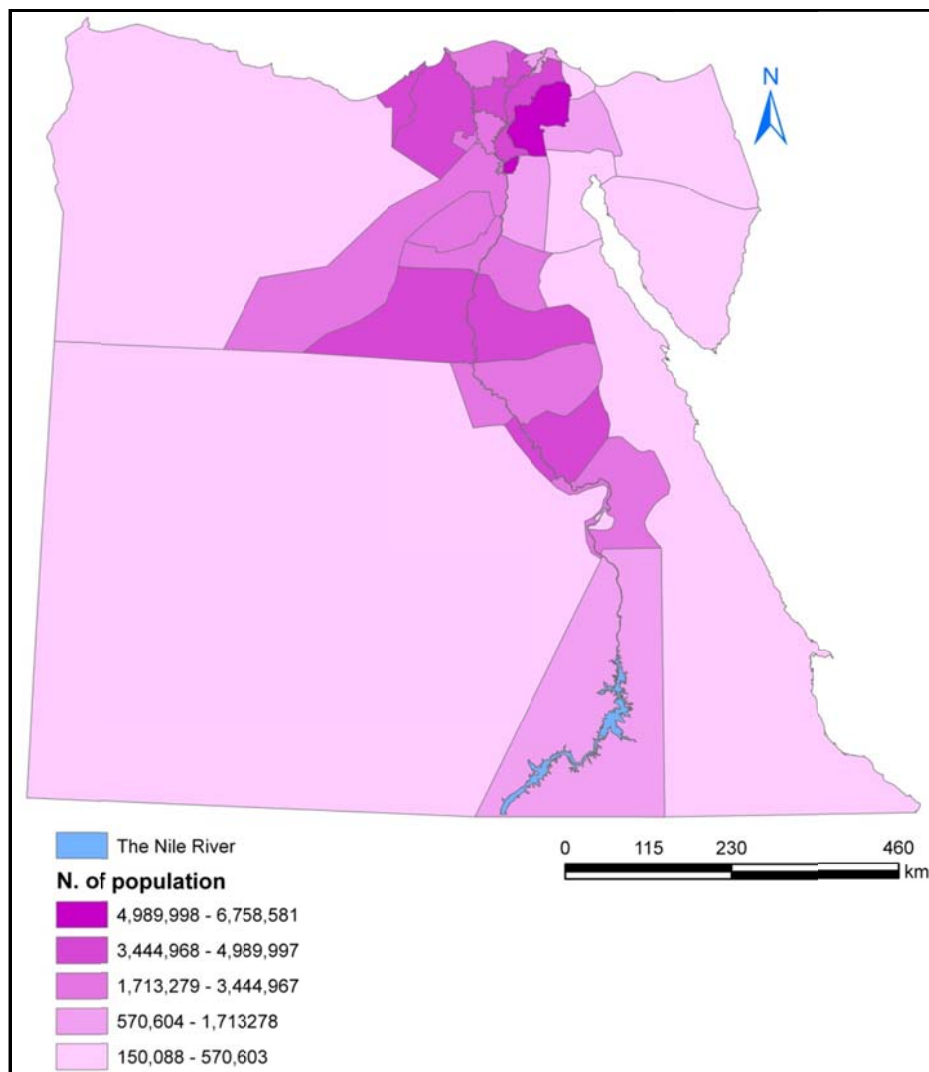 N
The Nile River
0 115 230 460
km
N. of population
4,989,998 - 6,758,581
3,444,968 - 4,989,997
1,713,279 - 3,444,967
570,604 - 1,713278
150,088 - 570,603